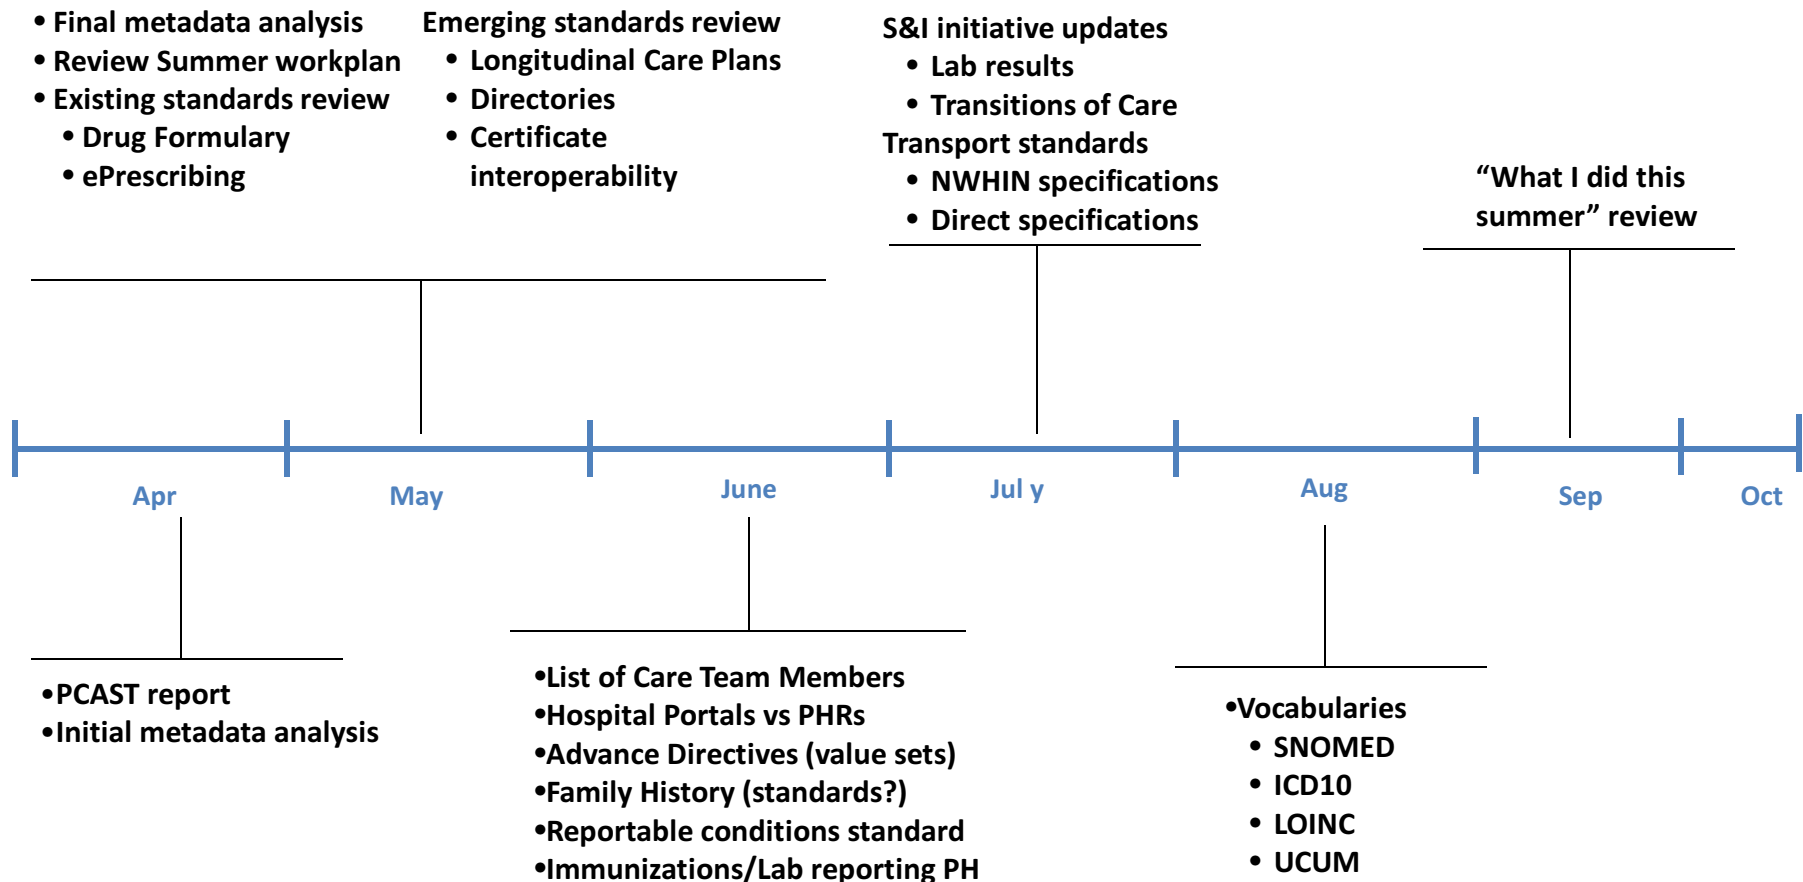 • Final metadata analysis
• Review Summer workplan
• Existing standards review
• Drug Formulary
• ePrescribing
Emerging standards review
• Longitudinal Care Plans
• Directories
• Certificate
interoperability
S&I initiative updates
• Lab results
• Transitions of Care
Transport standards
• NWHIN specifications
• Direct specifications
“What I did this
summer” review
Apr
May
June
Jul y
Aug
Sep
Oct
•PCAST report
•Initial metadata analysis
•List of Care Team Members
•Hospital Portals vs PHRs
•Advance Directives (value sets)
•Family History (standards?)
•Reportable conditions standard
•Immunizations/Lab reporting PH
•Vocabularies
• SNOMED
• ICD10
• LOINC
• UCUM